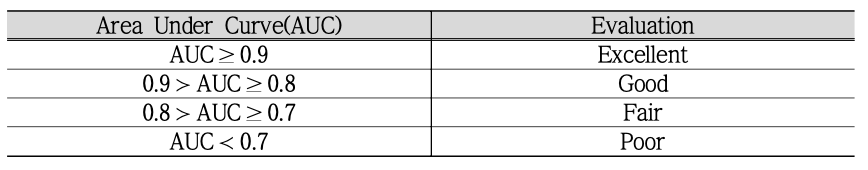 Area Under Curve(AUC) Evaluation
AUC ≥ 0.9 Excellent
0.9 > AUC ≥ 0.8 Good
0.8 > AUC ≥ 0.7 Fair
AUC < 0.7 Poor